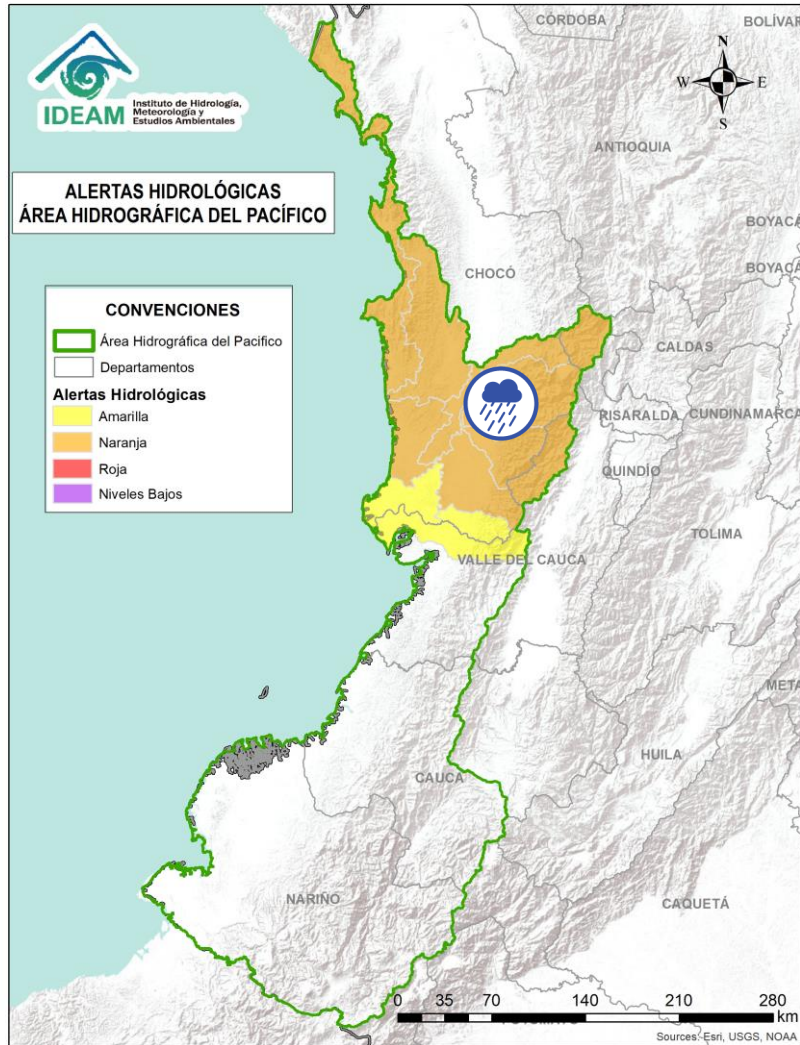 CÓRDOBA
BOLÍVAR
N
W
E
S
IDEAM
Instituto de Hidrología,
Meteorología y
Estudios Ambientales
ANTIOQUIA
ALERTAS HIDROLÓGICAS
ÁREA HIDROGRÁFICA DEL PACÍFICO
BOYACÁ
BOYACÁ
CHOCÓ
CONVENCIONES
Área Hidrográfica del Pacifico
Departamentos
Alertas Hidrológicas
Amarilla
Naranja
Roja
Niveles Bajos
CALDAS
RISARALDA
CUNDINAMARCA
QUINDÍO
TOLIMA
VALLE DEL CAUCA
META
HUILA
CAUCA
NARIÑO
CAQUETÁ
0 35 70 140 210 280
km
Sources: Esri, USGS, NOAA